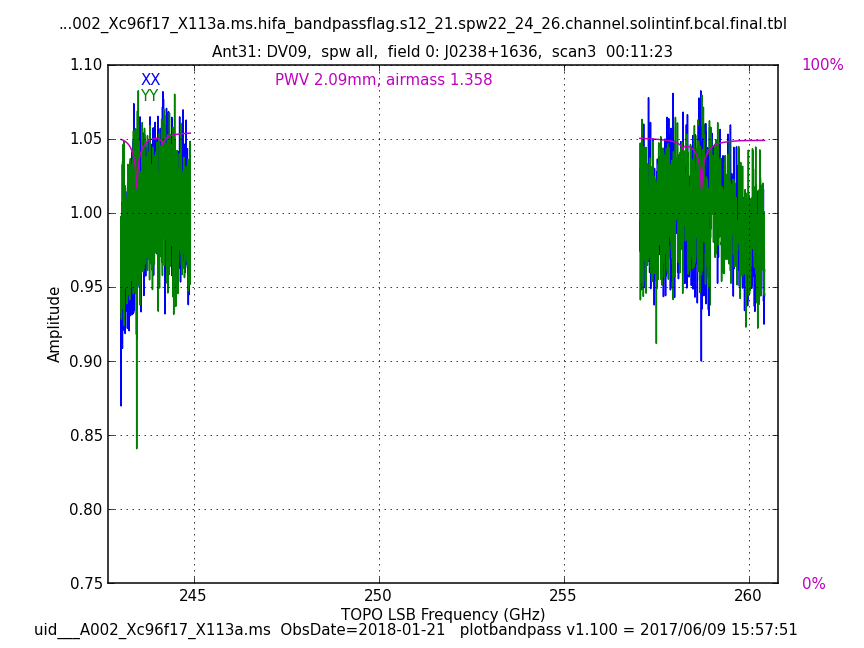 ...002_Xc96f17_X113a.ms.hifa_bandpassflag.s12_21.spw22_24_26.channel.solintinf.bcal.final.tbl
Ant31: DV09,  spw all,  field 0: J0238+1636,  scan3  00:11:23
1.10
100%
XX
PWV 2.09mm, airmass 1.358
YY
1.05
1.00
0.95
Amplitude
0.90
0.85
0.80
0.75
0%
245
250
255
260
TOPO LSB Frequency (GHz)
uid___A002_Xc96f17_X113a.ms  ObsDate=2018-01-21   plotbandpass v1.100 = 2017/06/09 15:57:51